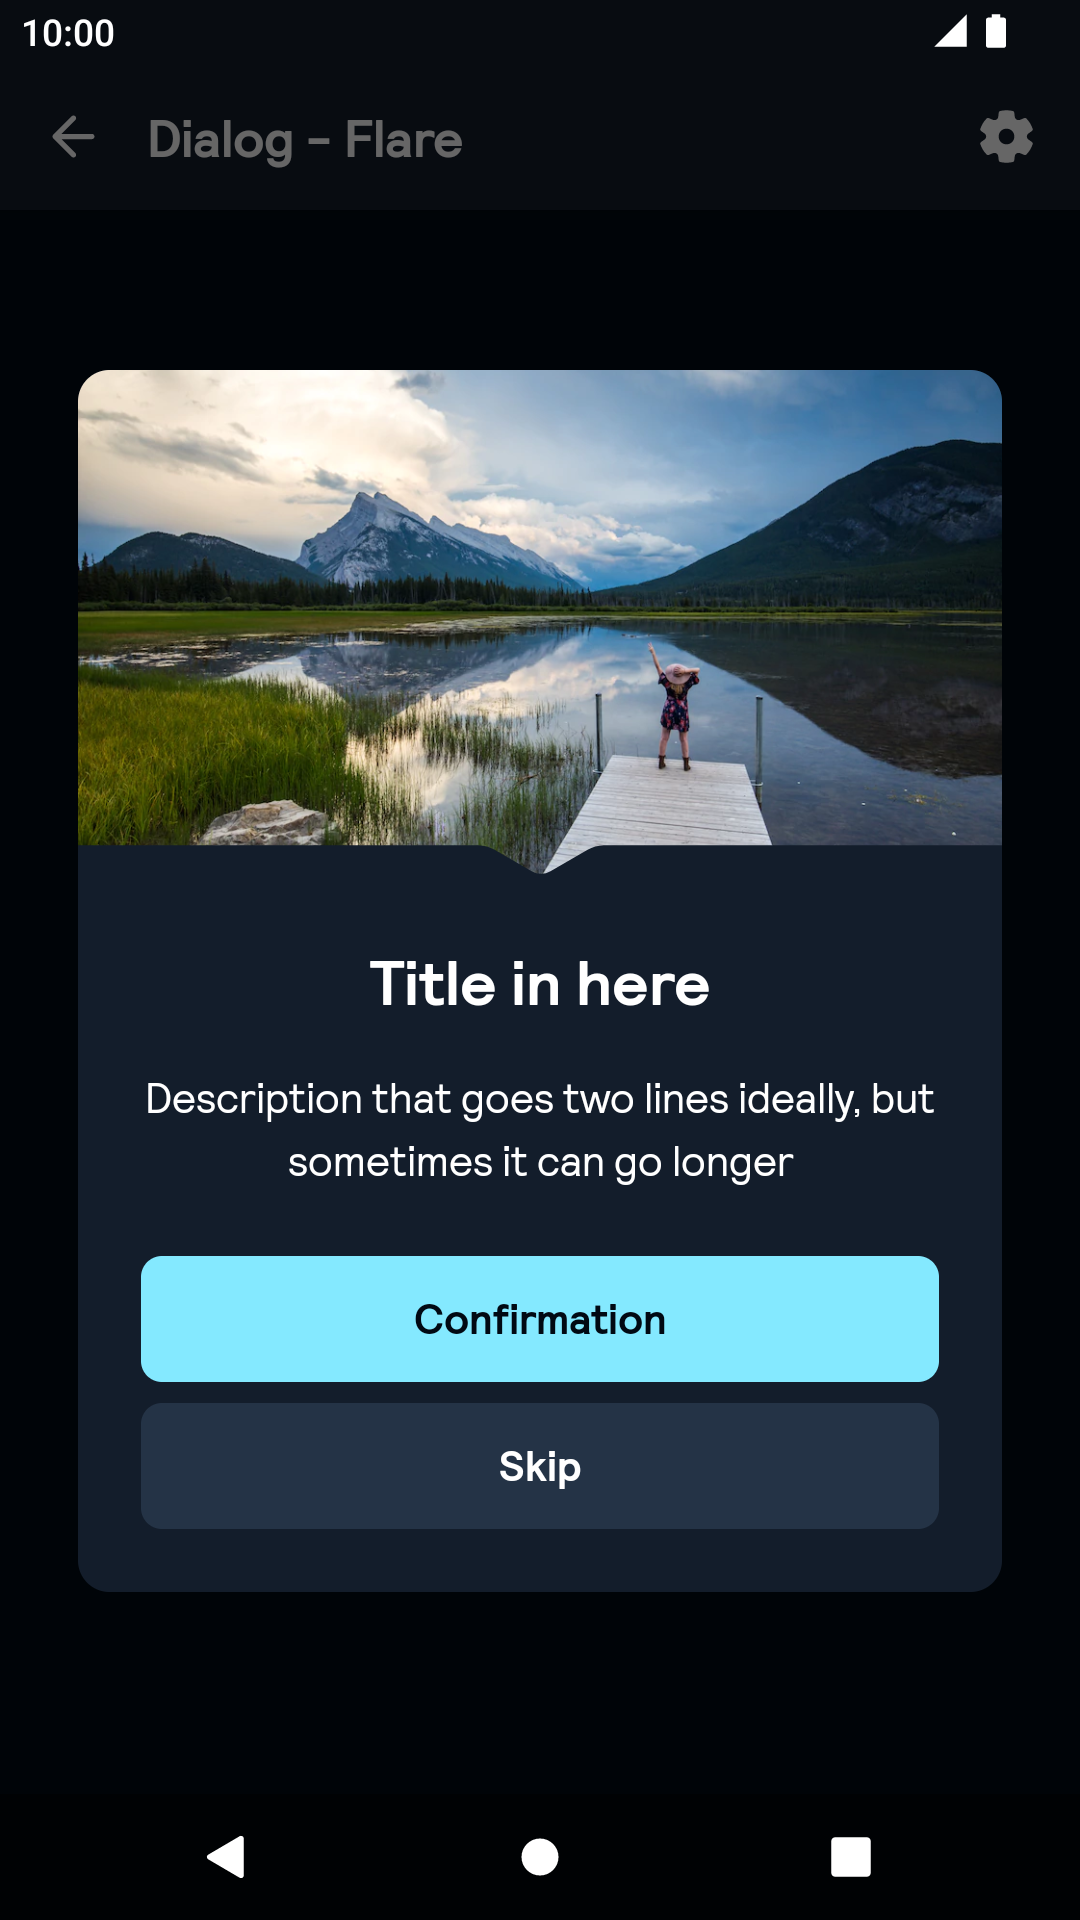 10:00
Dialog - Flare
Title in here
Description that goes two lines ideally, but
sometimes it can go longer
Confirmation
Skip